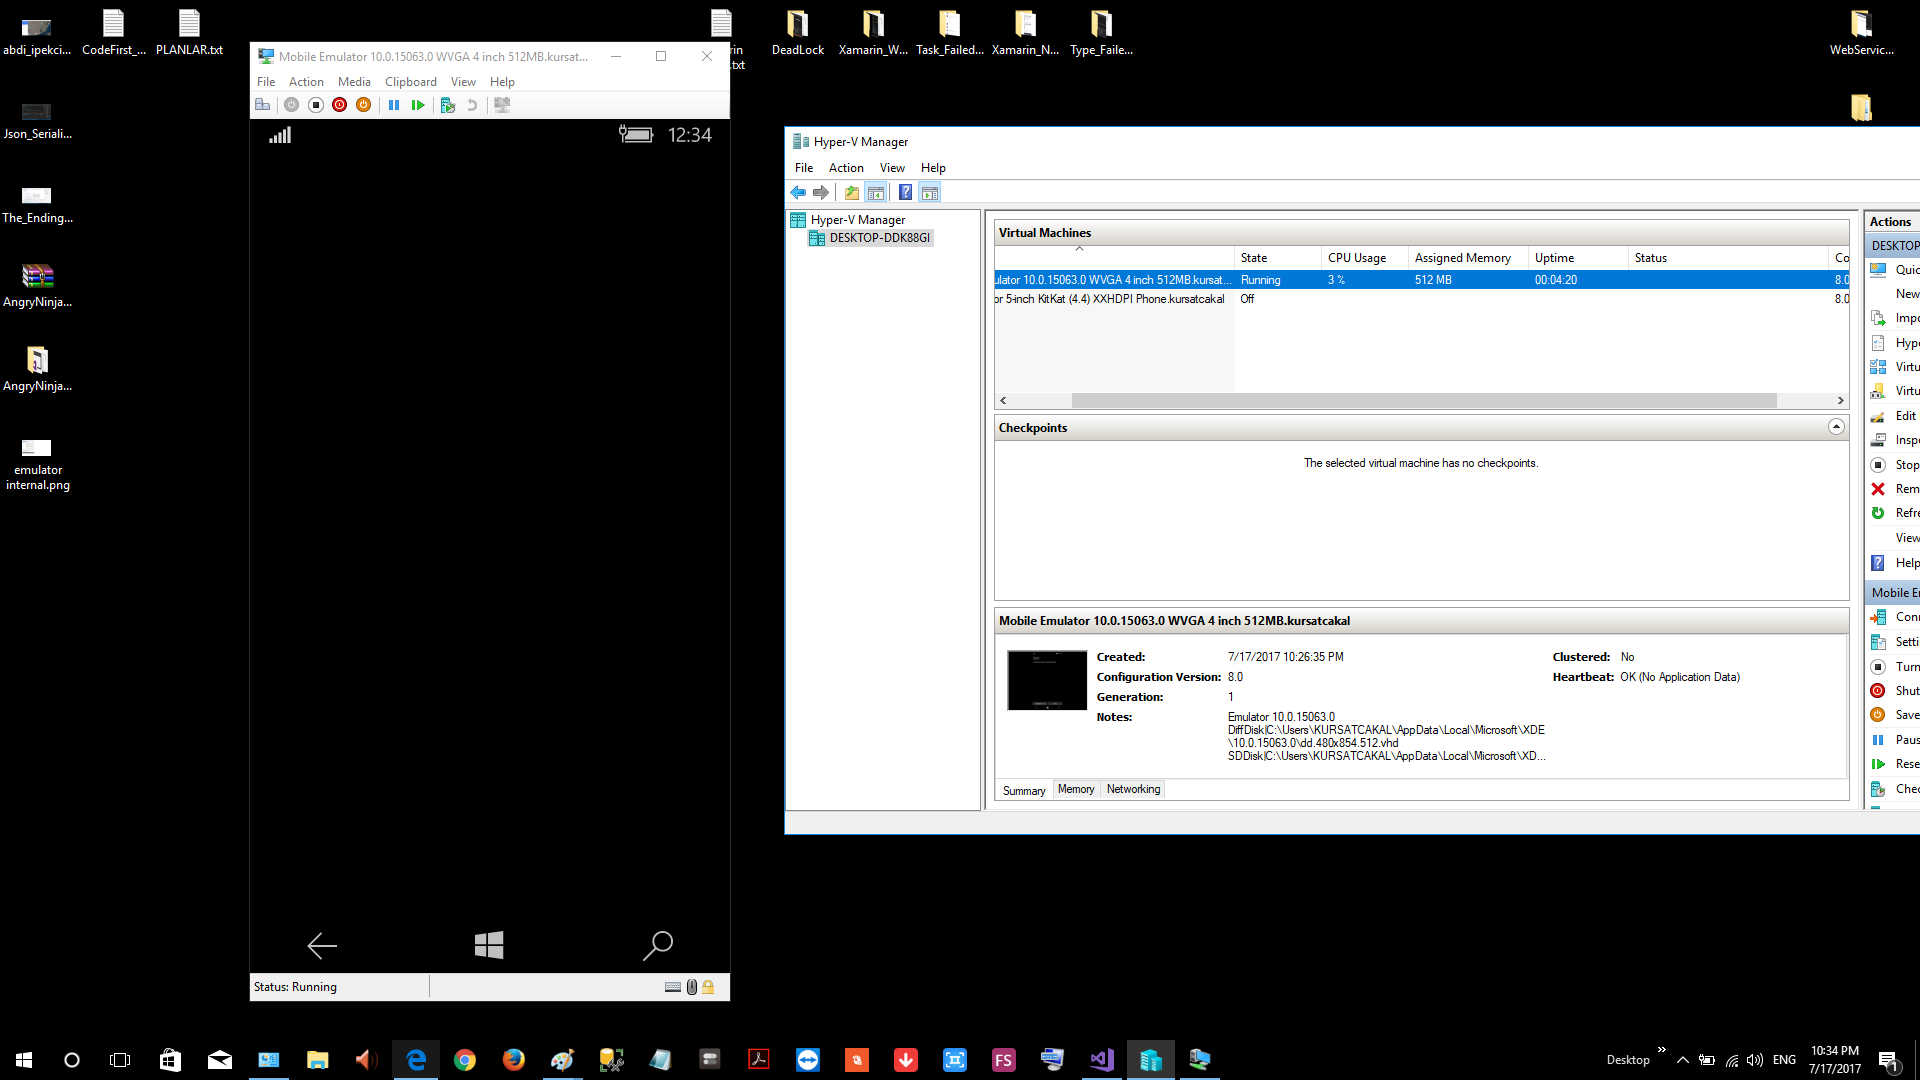 abdi_ipekci...
CodeFirst_...
PLANLAR.txt
Json_Seriali...
The_Ending...
AngryNinja...
AngryNinja...
emulator
internal.png
rin
.txt
DeadLock
Xamarin_W...
Task_Failed...
Xamarin_N...
Type_Faile...
WebServic...
Mobile Emulator 10.0.15063.0 WVGA 4 inch 512MB.kursat...
File Action Media Clipboard View Help
12:34
Status: Running
Hyper-V Manager
File Action View Help
Hyper-V Manager
DESKTOP-DDK88GI
Virtual Machines
State CPU Usage Assigned Memory Uptime Status Co
ulator 10.0.15063.0 WVGA 4 inch 512MB.kursat... Running 3 % 512 MB 00:04:20 8.0
or 5-inch KitKat (4.4) XXHDPI Phone.kursatcakal Off 8.0
Checkpoints
The selected virtual machine has no checkpoints.
Mobile Emulator 10.0.15063.0 WVGA 4 inch 512MB.kursatcakal
Created: 7/17/2017 10:26:35 PM Clustered: No
Configuration Version: 8.0 Heartbeat: OK (No Application Data)
Generation: 1
Notes: Emulator 10.0.15063.0
DiffDisk|C:\Users\KURSATCAKAL\AppData\Local\Microsoft\XDE
\10.0.15063.0\dd.480x854.512.vhd
SDDisk|C:\Users\KURSATCAKAL\AppData\Local\Microsoft\XD...
Summary Memory Networking
Actions
DESKTOP
Quic
New
Impo
Hype
Virtu
Virtu
Edit
Inspe
Stop
Rem
Refre
View
Help
Mobile E
Conn
Setti
Turn
Shut
Save
Paus
Rese
Chec
FS
Desktop
ENG
10:34 PM
7/17/2017
1